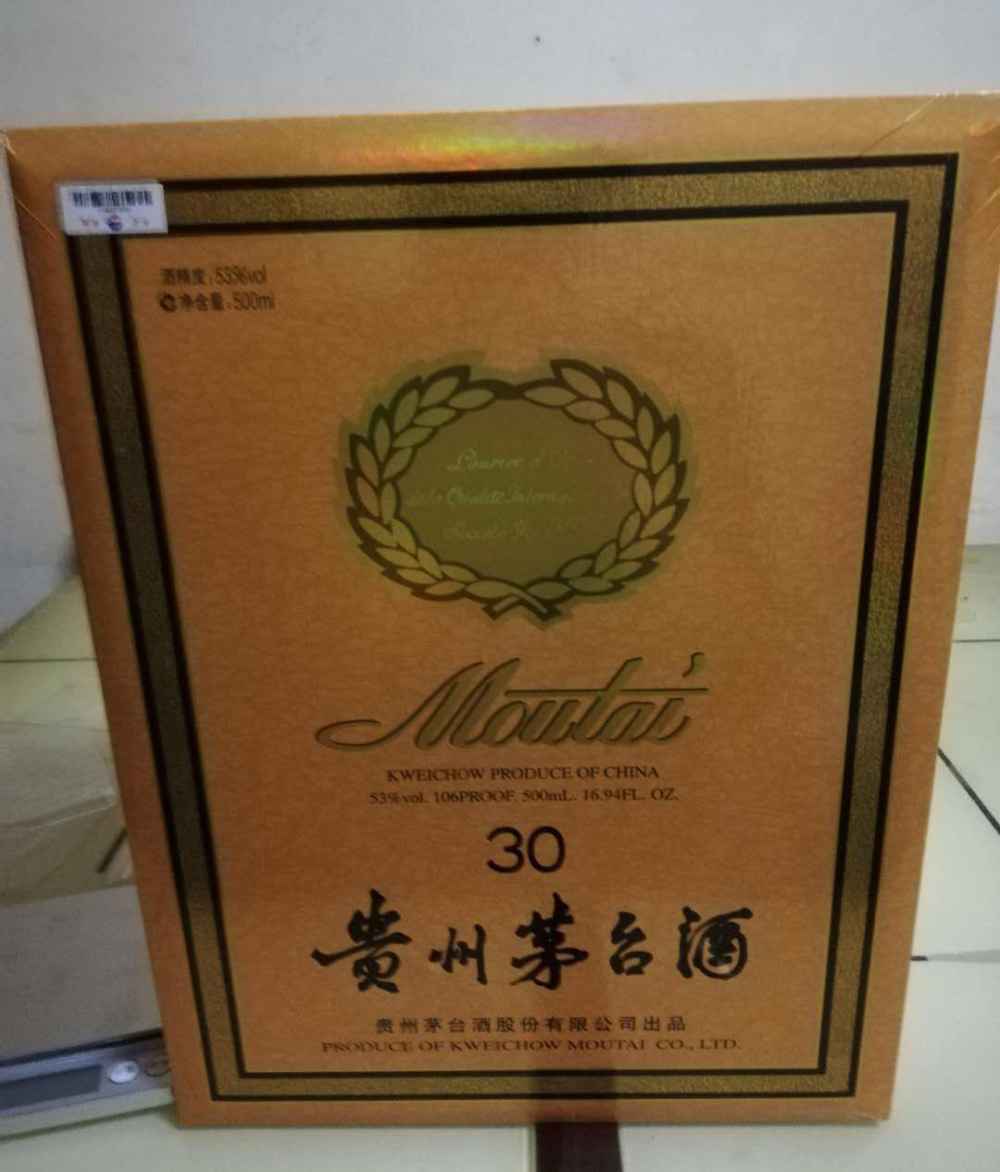 酒精度:53%vol
净含量:500ml
Moutai
KWEICHOW PRODUCE OF CHINA
53%vol. 106PROOF. 500mL. 16.94FL. OZ.
30
贵州茅台酒
贵州茅台酒股份有限公司出品
PRODUCE OF KWEICHOW MOUTAI CO., LTD.